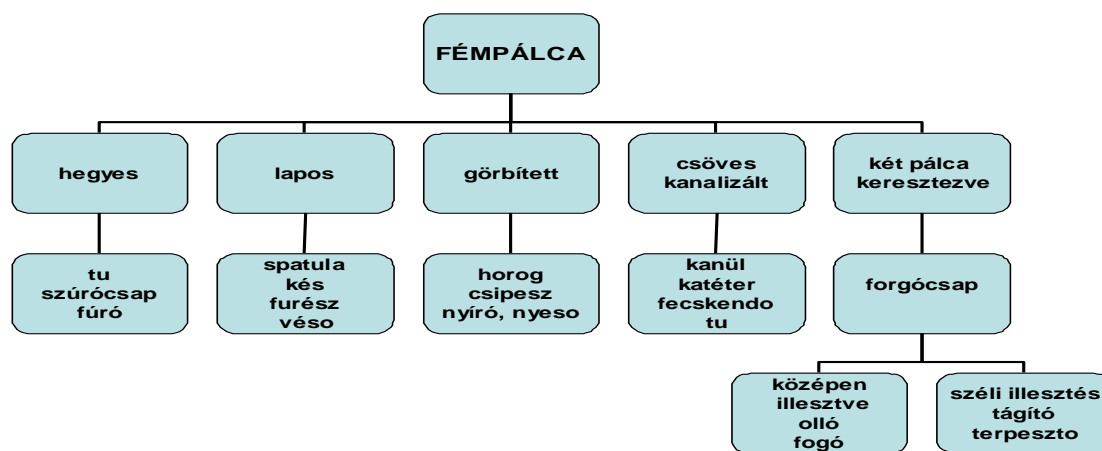 FÉMPÁLCA
hegyes
lapos
görbített
csöves
kanalizált
két pálca
keresztezve
tu
szúrócsap
fúró
spatula
kés
furész
véso
horog
csipesz
nyíró, nyeso
kanül
katéter
fecskendo
tu
forgócsap
középen
illesztve
olló
fogó
széli illesztés
tágító
terpeszto